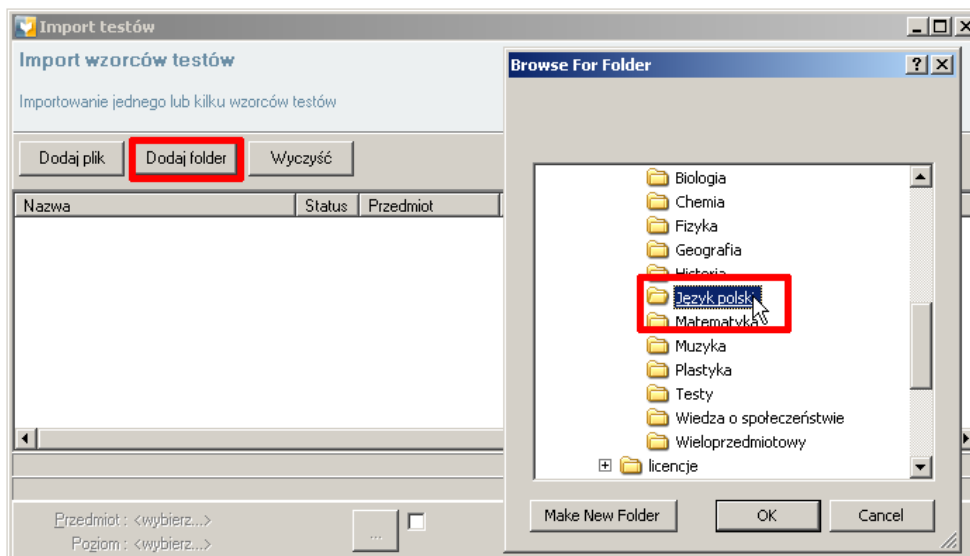 Import testów
Import wzorców testów
Importowanie jednego lub kilku wzorców testów
Dodaj plik
Dodaj folder
Wyczyść
Nazwa
Status
Przedmiot
Przedmiot : <wybierz...>
Poziom : <wybierz...>
...
Browse For Folder
Biologia
Chemia
Fizyka
Geografia
Historia
Język polski
Matematyka
Muzyka
Plastyka
Testy
Wiedza o społeczeństwie
Wieloprzedmiotowy
licencje
Make New Folder
OK
Cancel